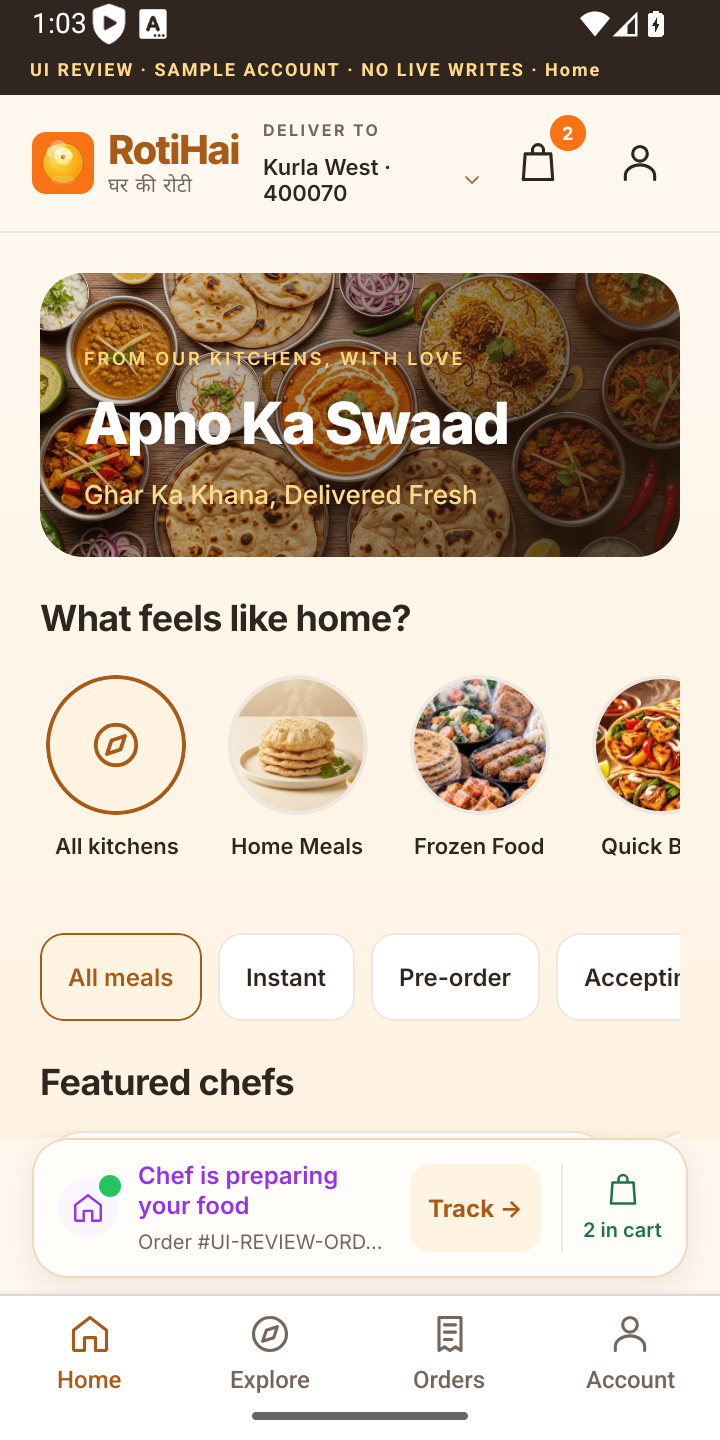 1:03
UI REVIEW · SAMPLE ACCOUNT · NO LIVE WRITES · Home
RotiHai
घर की रोटी
DELIVER TO
Kurla West ·
400070
2
FROM OUR KITCHENS, WITH LOVE
Apno Ka Swaad
Ghar Ka Khana, Delivered Fresh
What feels like home?
All kitchens
Home Meals
Frozen Food
Quick B
All meals
Instant
Pre-order
Acceptin
Featured chefs
Chef is preparing
your food
Order #UI-REVIEW-ORD...
Track →
2 in cart
Home
Explore
Orders
Account